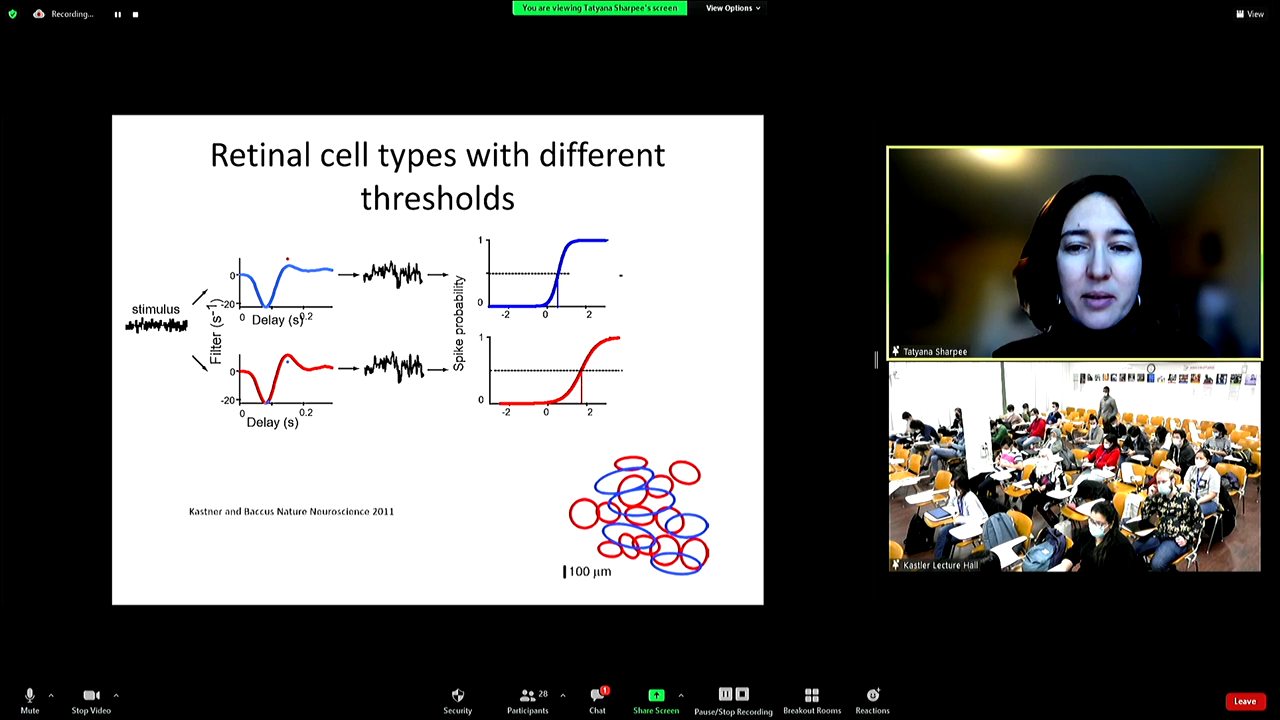 Recording...
You are viewing Tatyana Sharpee's screen
View Options
View
Retinal cell types with different
thresholds
stimulus
Filter (s⁻¹)
0
-20
0
0.2
Delay (s)
0
-20
0
0.2
Delay (s)
Spike probability
1
0
-2
0
2
1
0
-2
0
2
Kastner and Baccus Nature Neuroscience 2011
100 μm
Tatyana Sharpee
Kastler Lecture Hall
Mute
Stop Video
Security
Participants
28
Chat
1
Share Screen
Pause/Stop Recording
Breakout Rooms
Reactions
Leave